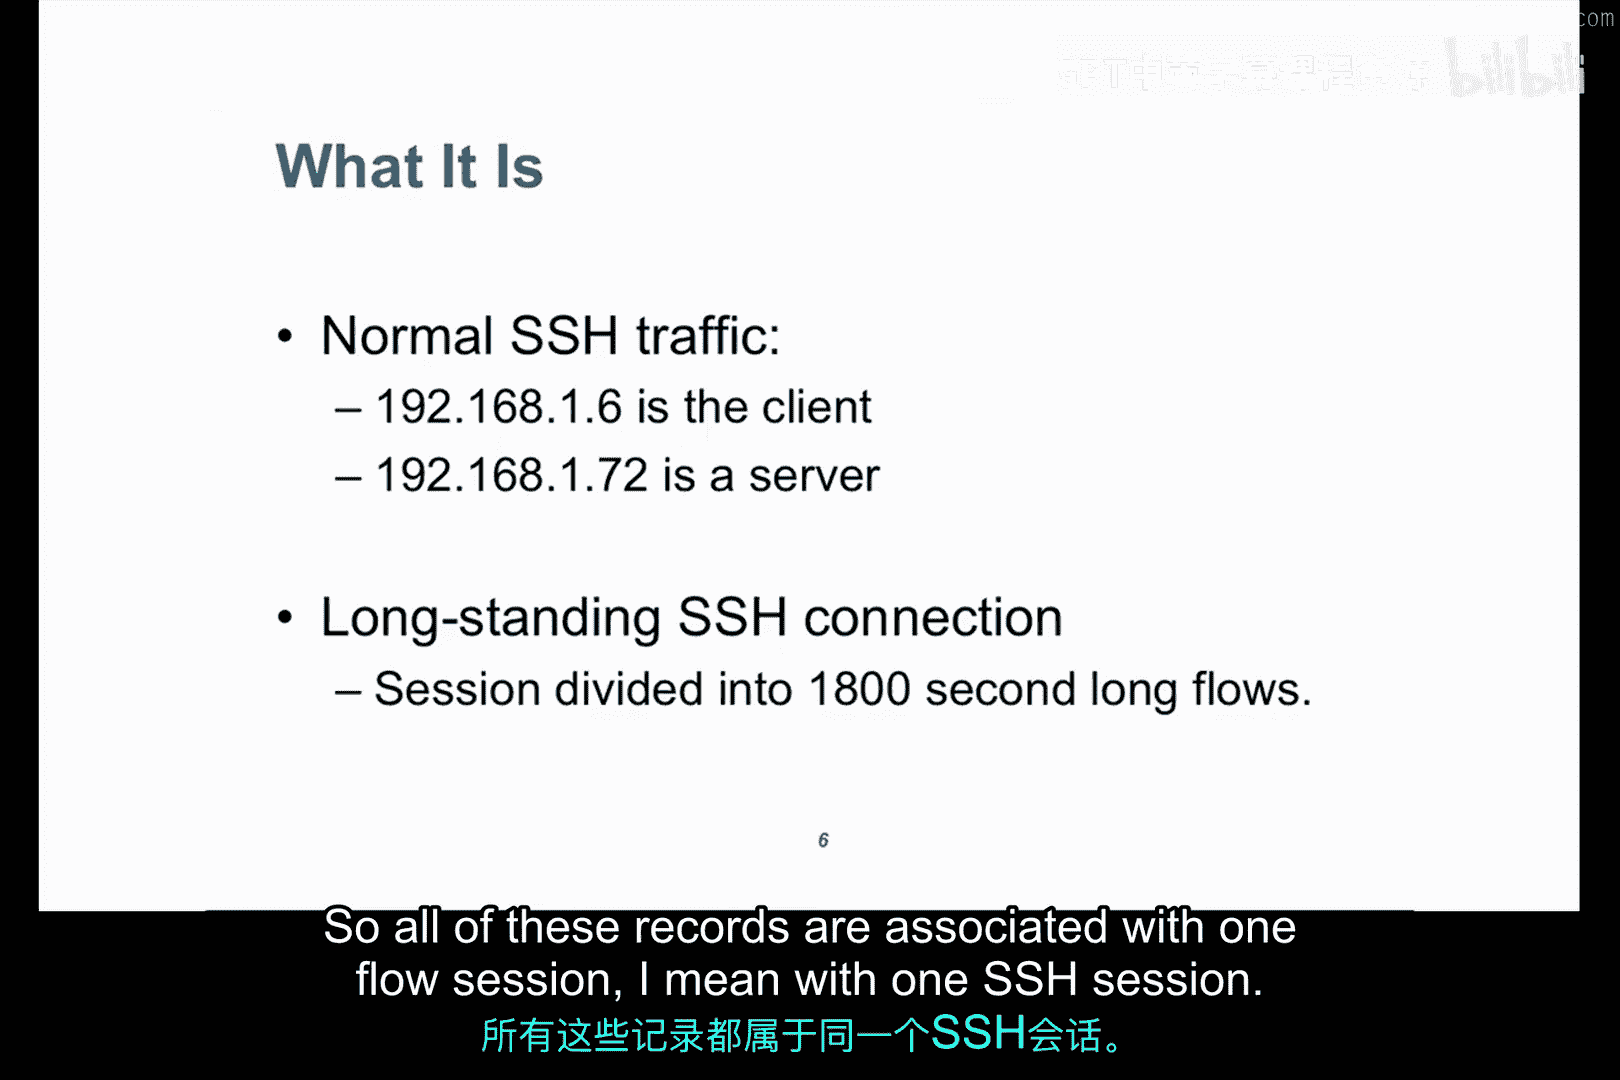 com
bilibili
What It Is
• Normal SSH traffic:
– 192.168.1.6 is the client
– 192.168.1.72 is a server
• Long-standing SSH connection
– Session divided into 1800 second long flows.
6
So all of these records are associated with one
flow session, I mean with one SSH session.
所有这些记录都属于同一个SSH会话。